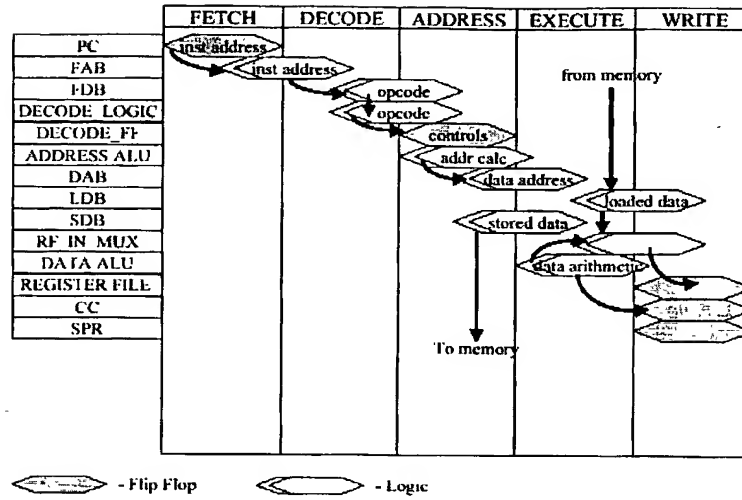 FETCH DECODE ADDRESS EXECUTE WRITE
PC inst address
FAB inst address from memory
FDB opcode
DECODE_LOGIC opcode
DECODE_FF controls
ADDRESS ALU addr calc
DAB data address
LDB loaded data
SDB stored data
RF_IN_MUX
DATA ALU data arithmetic
REGISTER FILE
CC
SPR
To memory
- Flip Flop - Logic